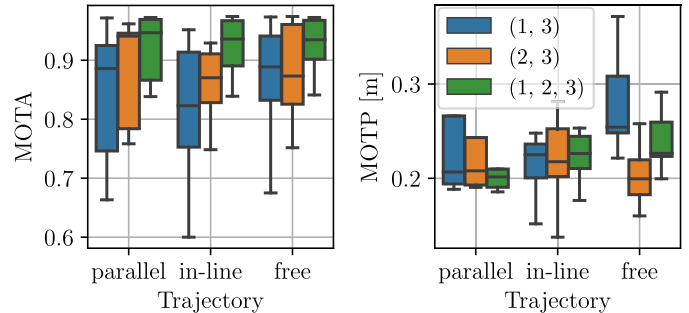 MOTA
0.9
0.8
0.7
0.6
parallel in-line free
Trajectory
MOTP [m]
0.3
0.2
(1, 3)
(2, 3)
(1, 2, 3)
parallel in-line free
Trajectory